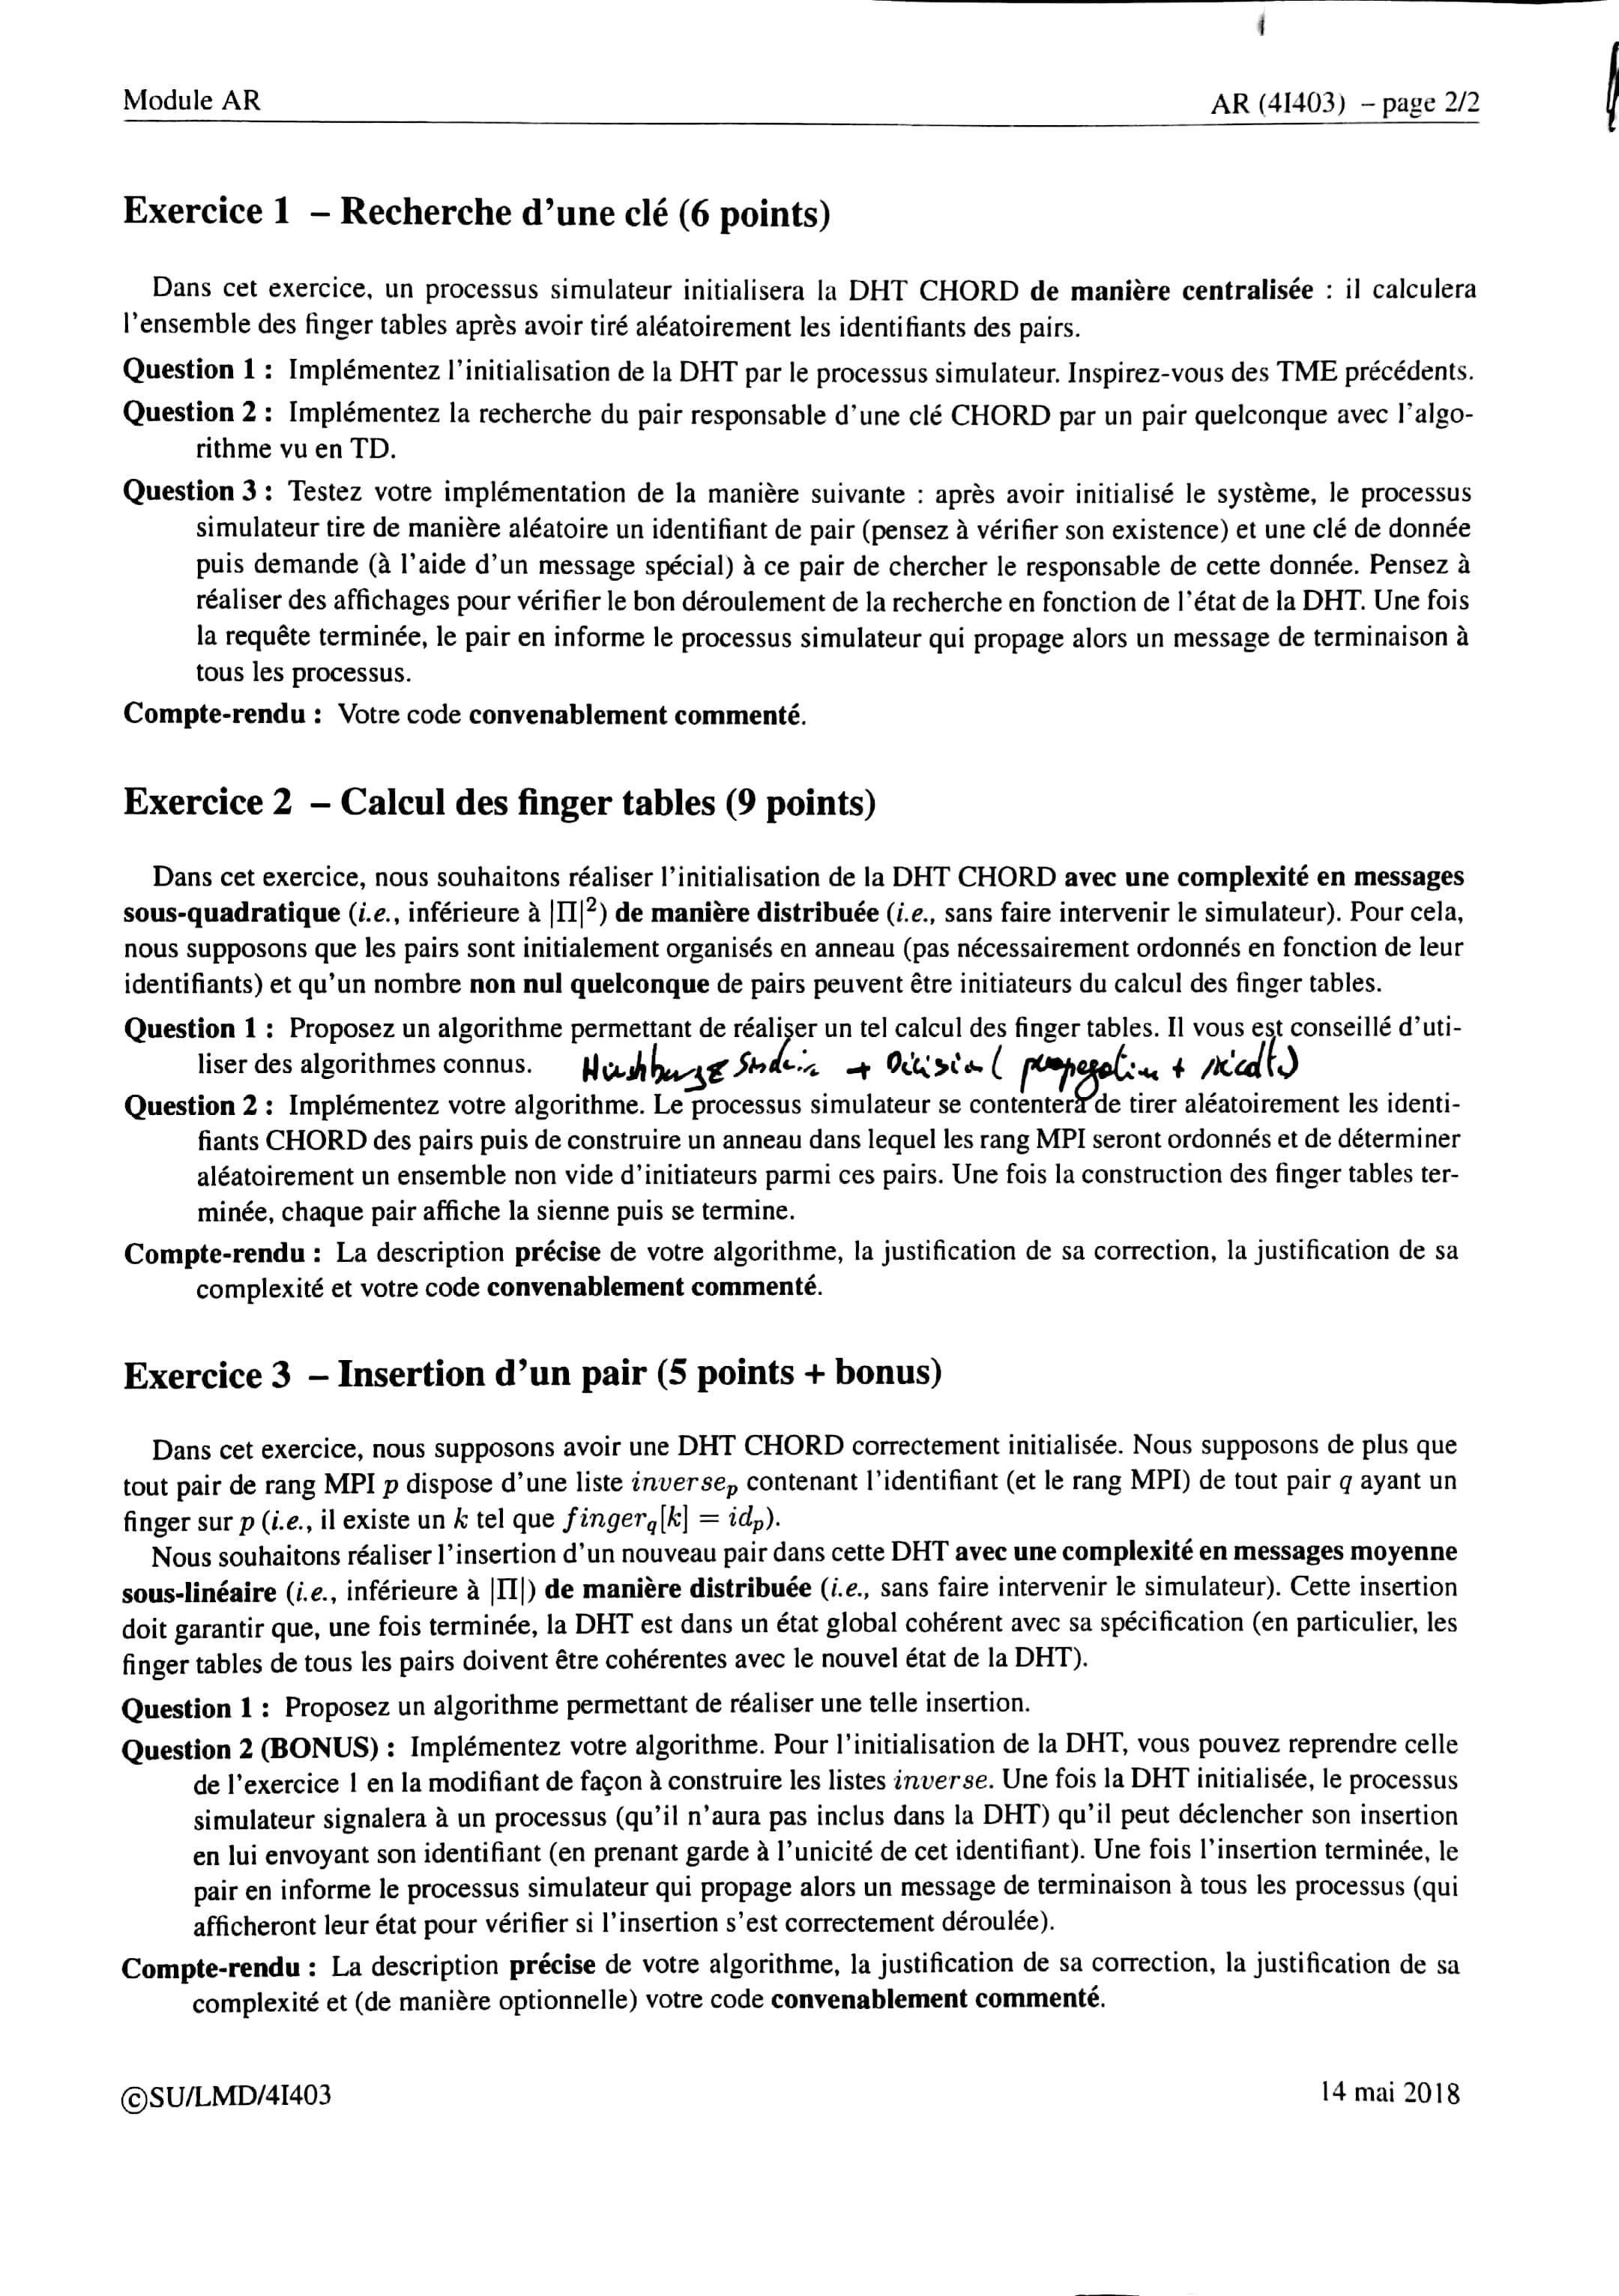 Module AR
AR (4I403) – page 2/2
Exercice 1 – Recherche d'une clé (6 points)
Dans cet exercice, un processus simulateur initialisera la DHT CHORD de manière centralisée : il calculera
l'ensemble des finger tables après avoir tiré aléatoirement les identifiants des pairs.
Question 1 : Implémentez l'initialisation de la DHT par le processus simulateur. Inspirez-vous des TME précédents.
Question 2 : Implémentez la recherche du pair responsable d'une clé CHORD par un pair quelconque avec l'algo-
rithme vu en TD.
Question 3 : Testez votre implémentation de la manière suivante : après avoir initialisé le système, le processus
simulateur tire de manière aléatoire un identifiant de pair (pensez à vérifier son existence) et une clé de donnée
puis demande (à l'aide d'un message spécial) à ce pair de chercher le responsable de cette donnée. Pensez à
réaliser des affichages pour vérifier le bon déroulement de la recherche en fonction de l'état de la DHT. Une fois
la requête terminée, le pair en informe le processus simulateur qui propage alors un message de terminaison à
tous les processus.
Compte-rendu : Votre code convenablement commenté.
Exercice 2 – Calcul des finger tables (9 points)
Dans cet exercice, nous souhaitons réaliser l'initialisation de la DHT CHORD avec une complexité en messages
sous-quadratique (i.e., inférieure à |Π|²) de manière distribuée (i.e., sans faire intervenir le simulateur). Pour cela,
nous supposons que les pairs sont initialement organisés en anneau (pas nécessairement ordonnés en fonction de leur
identifiants) et qu'un nombre non nul quelconque de pairs peuvent être initiateurs du calcul des finger tables.
Question 1 : Proposez un algorithme permettant de réaliser un tel calcul des finger tables. Il vous est conseillé d'uti-
liser des algorithmes connus. + Décision ( propagation +
Question 2 : Implémentez votre algorithme. Le processus simulateur se contentera de tirer aléatoirement les identi-
fiants CHORD des pairs puis de construire un anneau dans lequel les rang MPI seront ordonnés et de déterminer
aléatoirement un ensemble non vide d'initiateurs parmi ces pairs. Une fois la construction des finger tables ter-
minée, chaque pair affiche la sienne puis se termine.
Compte-rendu : La description précise de votre algorithme, la justification de sa correction, la justification de sa
complexité et votre code convenablement commenté.
Exercice 3 – Insertion d'un pair (5 points + bonus)
Dans cet exercice, nous supposons avoir une DHT CHORD correctement initialisée. Nous supposons de plus que
tout pair de rang MPI p dispose d'une liste inverseₚ contenant l'identifiant (et le rang MPI) de tout pair q ayant un
finger sur p (i.e., il existe un k tel que finger_q[k] = idₚ).
Nous souhaitons réaliser l'insertion d'un nouveau pair dans cette DHT avec une complexité en messages moyenne
sous-linéaire (i.e., inférieure à |Π|) de manière distribuée (i.e., sans faire intervenir le simulateur). Cette insertion
doit garantir que, une fois terminée, la DHT est dans un état global cohérent avec sa spécification (en particulier, les
finger tables de tous les pairs doivent être cohérentes avec le nouvel état de la DHT).
Question 1 : Proposez un algorithme permettant de réaliser une telle insertion.
Question 2 (BONUS) : Implémentez votre algorithme. Pour l'initialisation de la DHT, vous pouvez reprendre celle
de l'exercice 1 en la modifiant de façon à construire les listes inverse. Une fois la DHT initialisée, le processus
simulateur signalera à un processus (qu'il n'aura pas inclus dans la DHT) qu'il peut déclencher son insertion
en lui envoyant son identifiant (en prenant garde à l'unicité de cet identifiant). Une fois l'insertion terminée, le
pair en informe le processus simulateur qui propage alors un message de terminaison à tous les processus (qui
afficheront leur état pour vérifier si l'insertion s'est correctement déroulée).
Compte-rendu : La description précise de votre algorithme, la justification de sa correction, la justification de sa
complexité et (de manière optionnelle) votre code convenablement commenté.
©SU/LMD/4I403
14 mai 2018